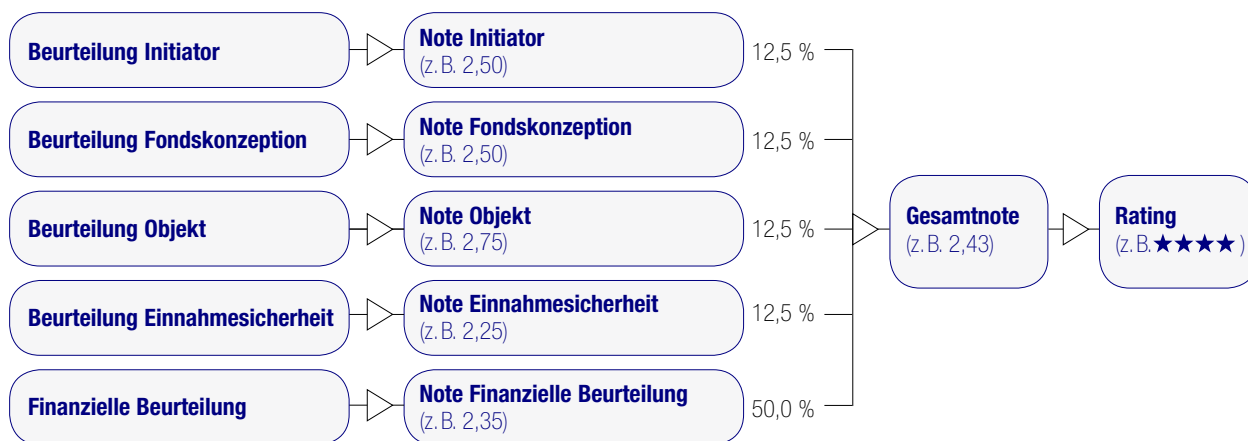 Beurteilung Initiator
Note Initiator
(z. B. 2,50)
12,5 %
Beurteilung Fondskonzeption
Note Fondskonzeption
(z. B. 2,50)
12,5 %
Beurteilung Objekt
Note Objekt
(z. B. 2,75)
12,5 %
Beurteilung Einnahmesicherheit
Note Einnahmesicherheit
(z. B. 2,25)
12,5 %
Finanzielle Beurteilung
Note Finanzielle Beurteilung
(z. B. 2,35)
50,0 %
Gesamtnote
(z. B. 2,43)
Rating
(z. B. ★★★★ )